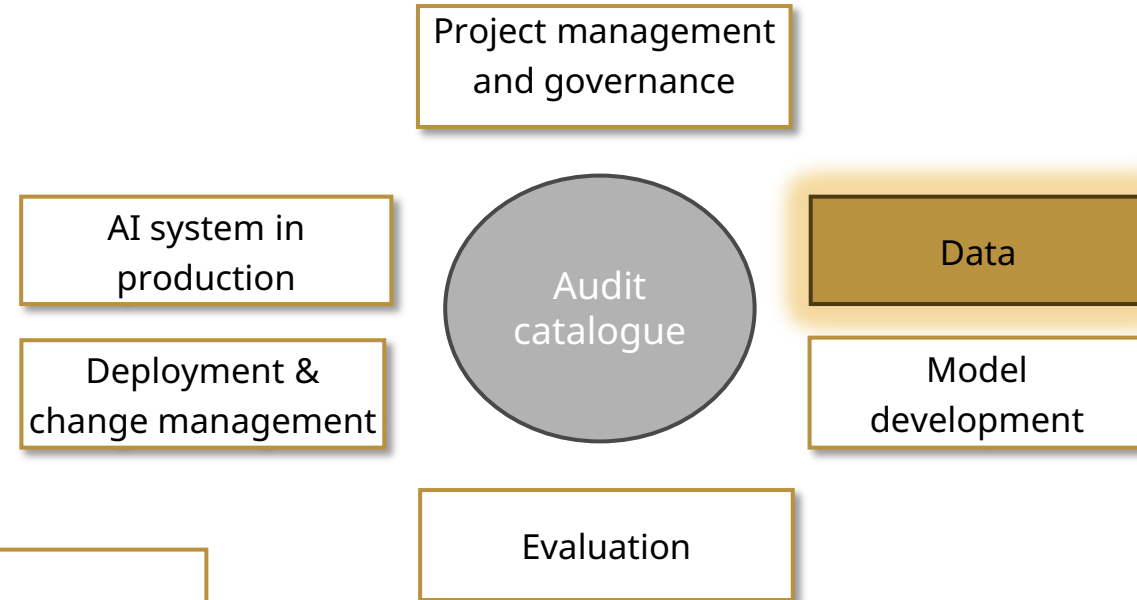 Project management
and governance
AI system in
production
Audit
catalogue
Data
Deployment &
change management
Model
development
Evaluation